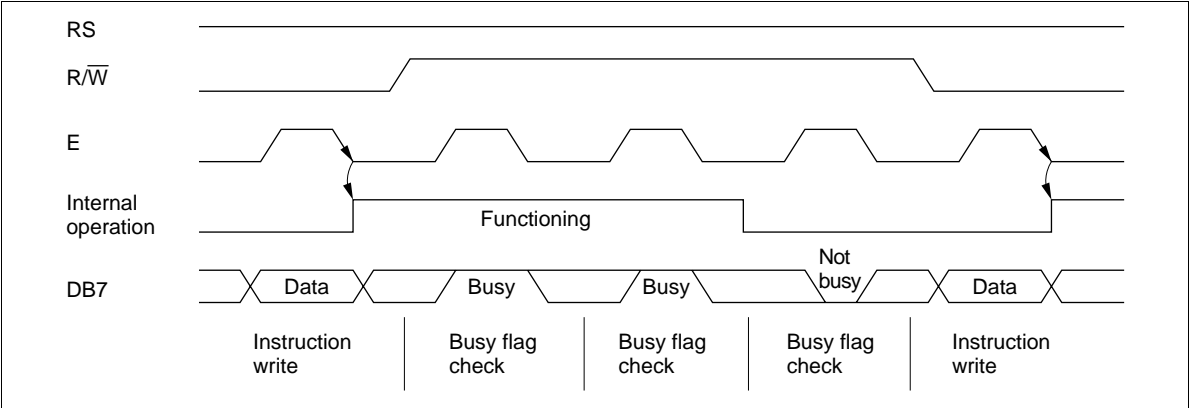 RS
R/W̅
E
Internal
operation
Functioning
DB7
Data
Busy
Busy
Not
busy
Data
Instruction
write
Busy flag
check
Busy flag
check
Busy flag
check
Instruction
write